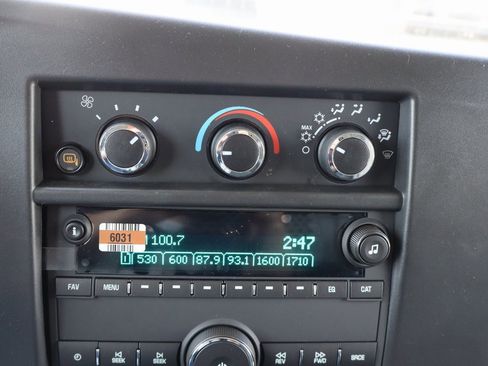 MAX
6031
100.7 2:47
1 530 600 87.9 93.1 1600 1710
FAV MENU EQ CAT
SEEK SEEK REV FWD SRCE